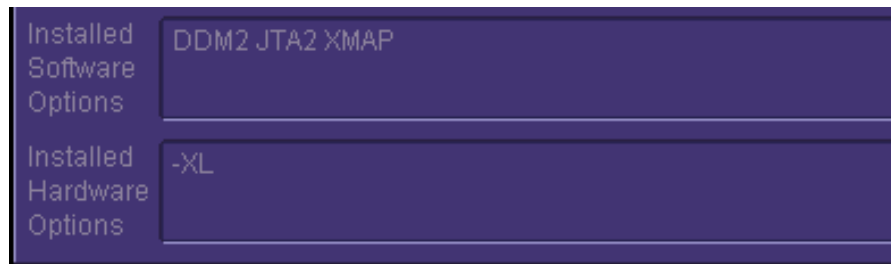 Installed
Software
Options
DDM2 JTA2 XMAP
Installed
Hardware
Options
-XL